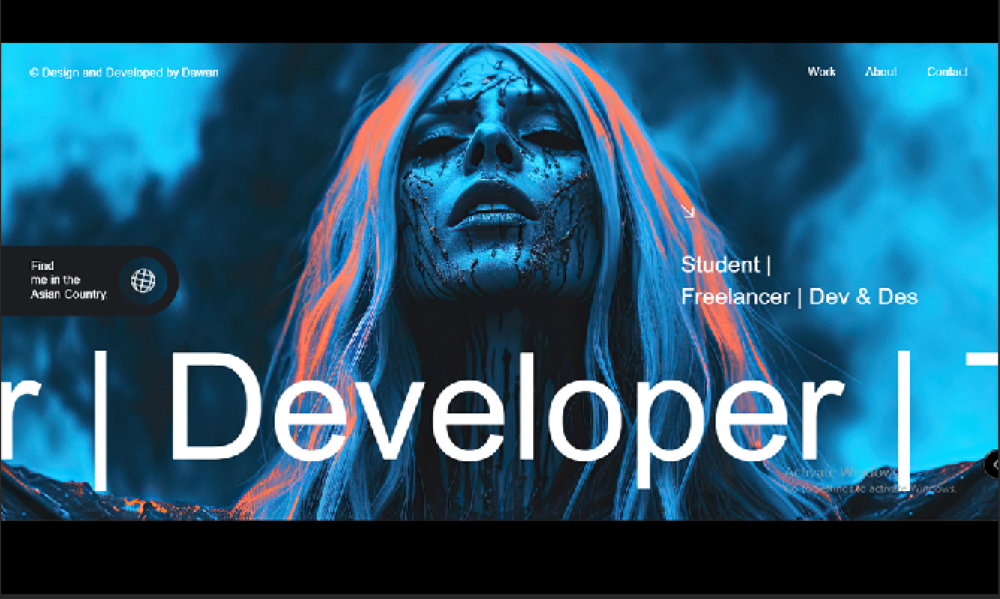 © Design and Developed by Dawan
Work About Contact
Find
me in the
Asian Country.
Student |
Freelancer | Dev & Des
r | Developer |
Activate Windows
Go to Settings to activate Windows.